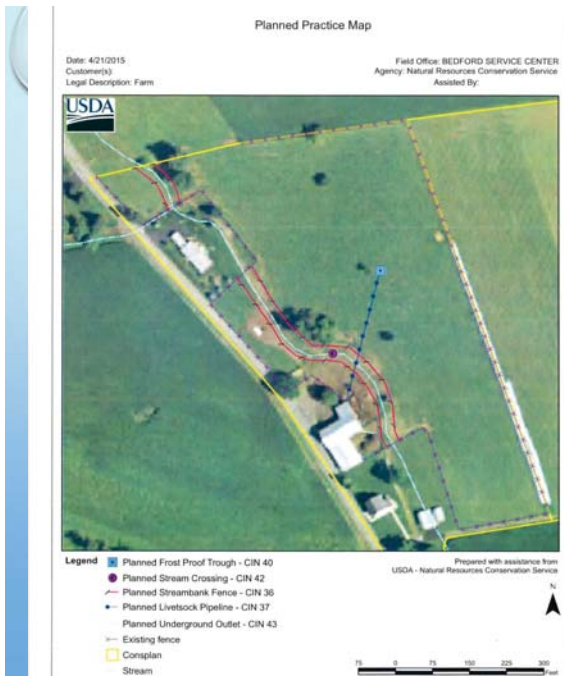 Planned Practice Map
Date: 4/21/2015
Customer(s):
Legal Description: Farm
Field Office: BEDFORD SERVICE CENTER
Agency: Natural Resources Conservation Service
Assisted By:
USDA
Legend
Planned Frost Proof Trough - CIN 40
Planned Stream Crossing - CIN 42
Planned Streambank Fence - CIN 36
Planned Livetsock Pipeline - CIN 37
Planned Underground Outlet - CIN 43
Existing fence
Consplan
Stream
Prepared with assistance from
USDA - Natural Resources Conservation Service
N
75 0 75 150 225 300
Feet